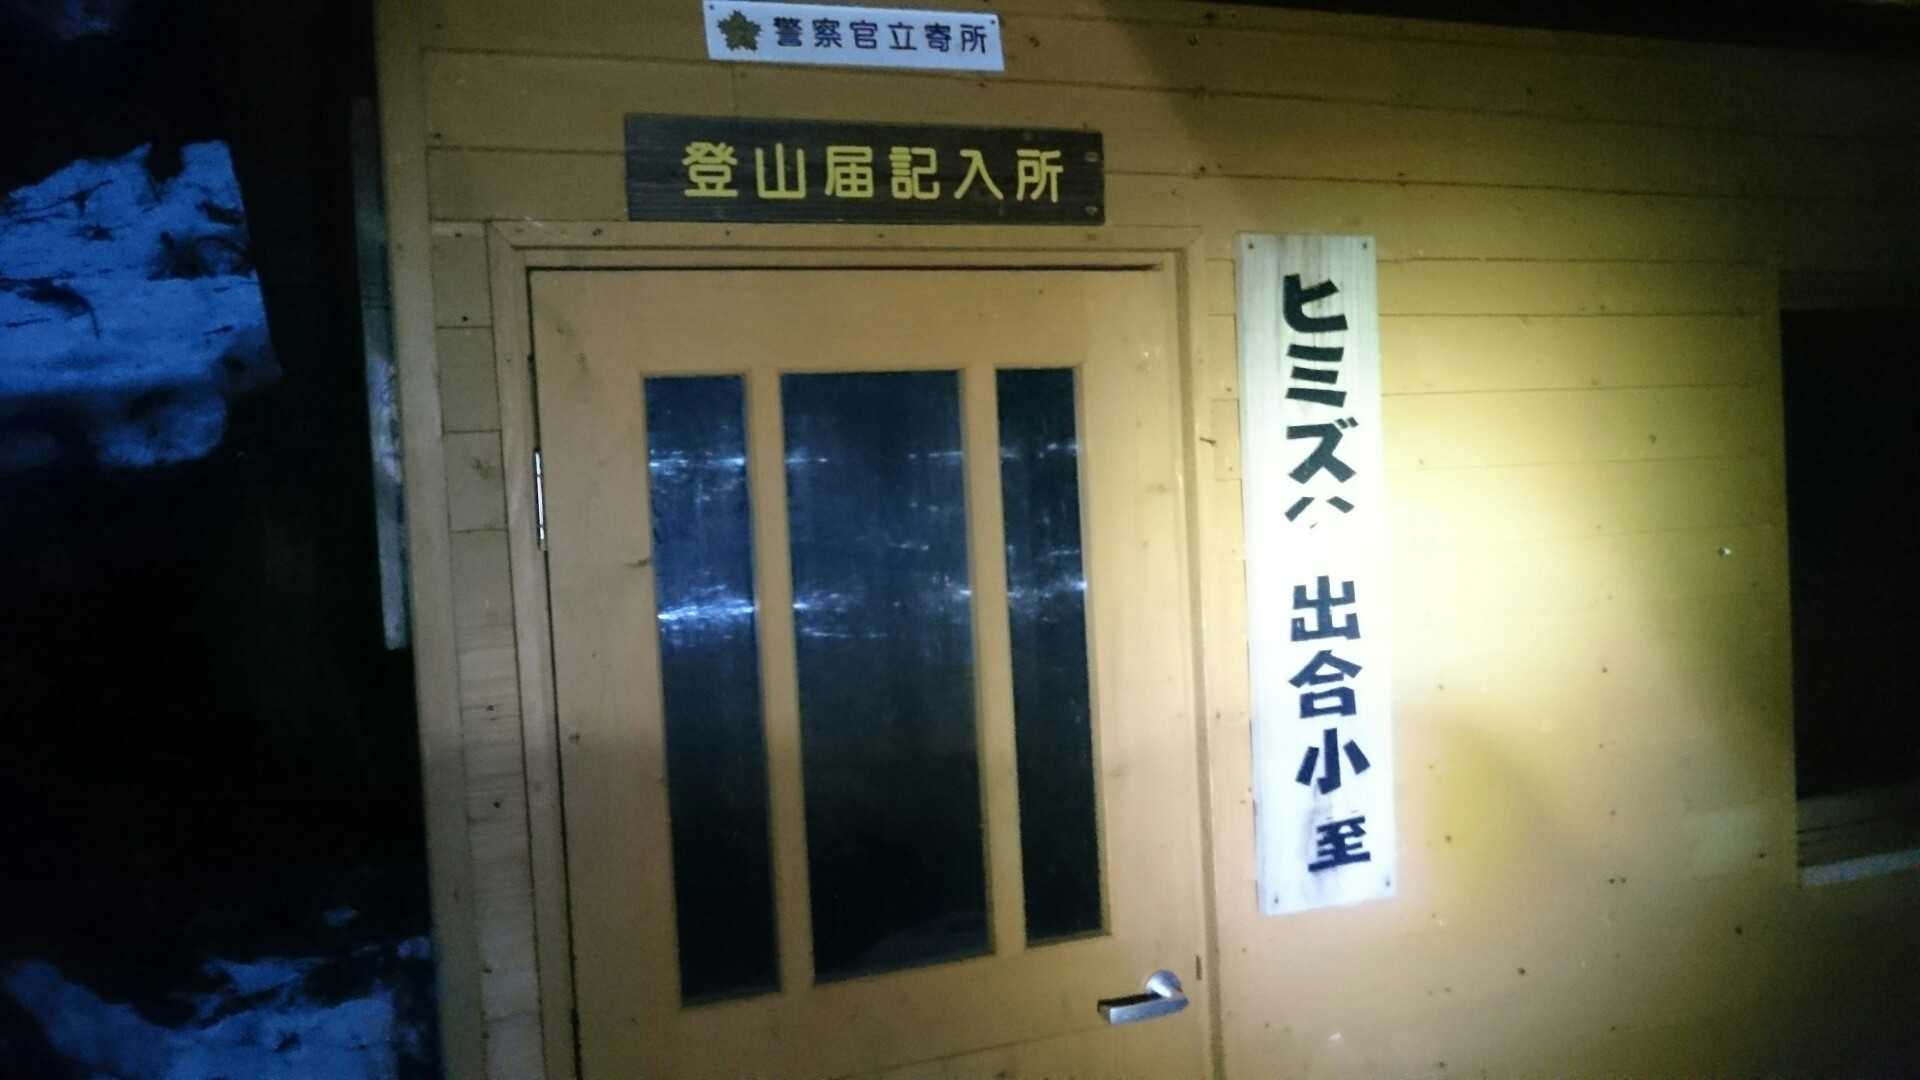 警察官立寄所
登山届記入所
ヒミズハ 出合小至